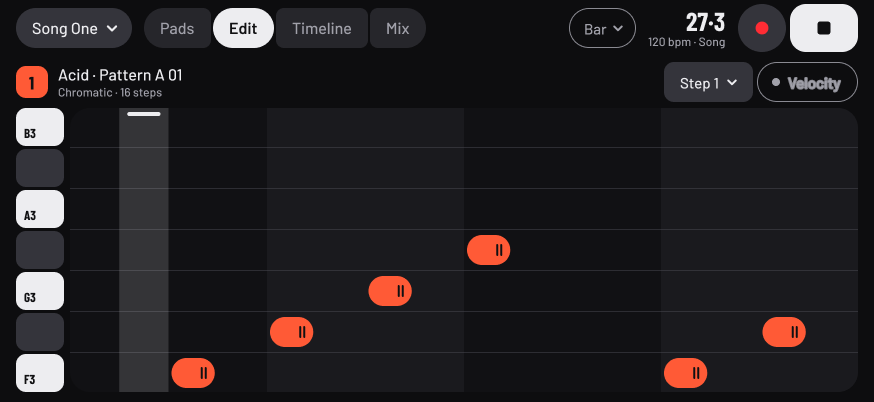 Song One
Pads
Edit
Timeline
Mix
Bar
27·3
120 bpm · Song
1
Acid · Pattern A 01
Chromatic · 16 steps
Step 1
Velocity
B3
A3
G3
F3